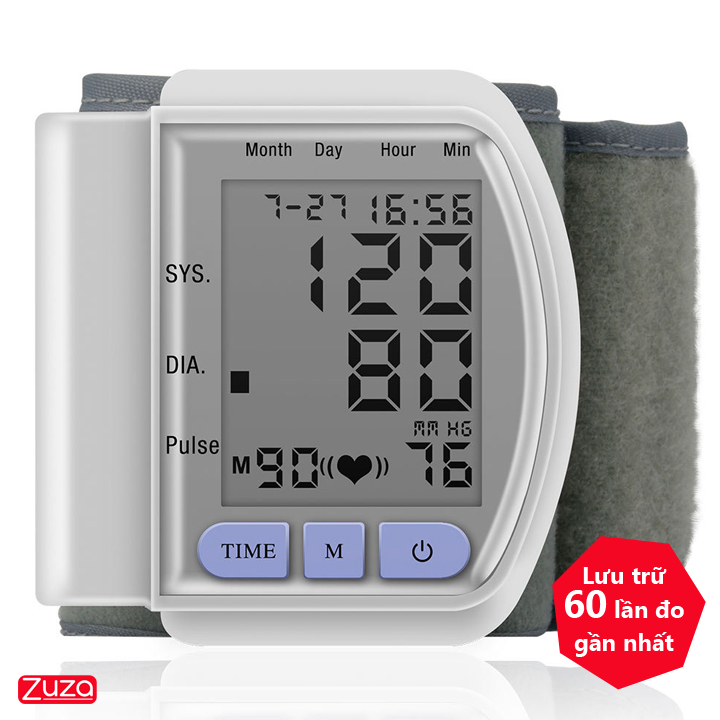 Month Day Hour Min
7-27 16:56
SYS. 120
DIA. 80
MM HG
Pulse M 90 76
TIME M
Lưu trữ
60 lần đo
gần nhất
Zuza